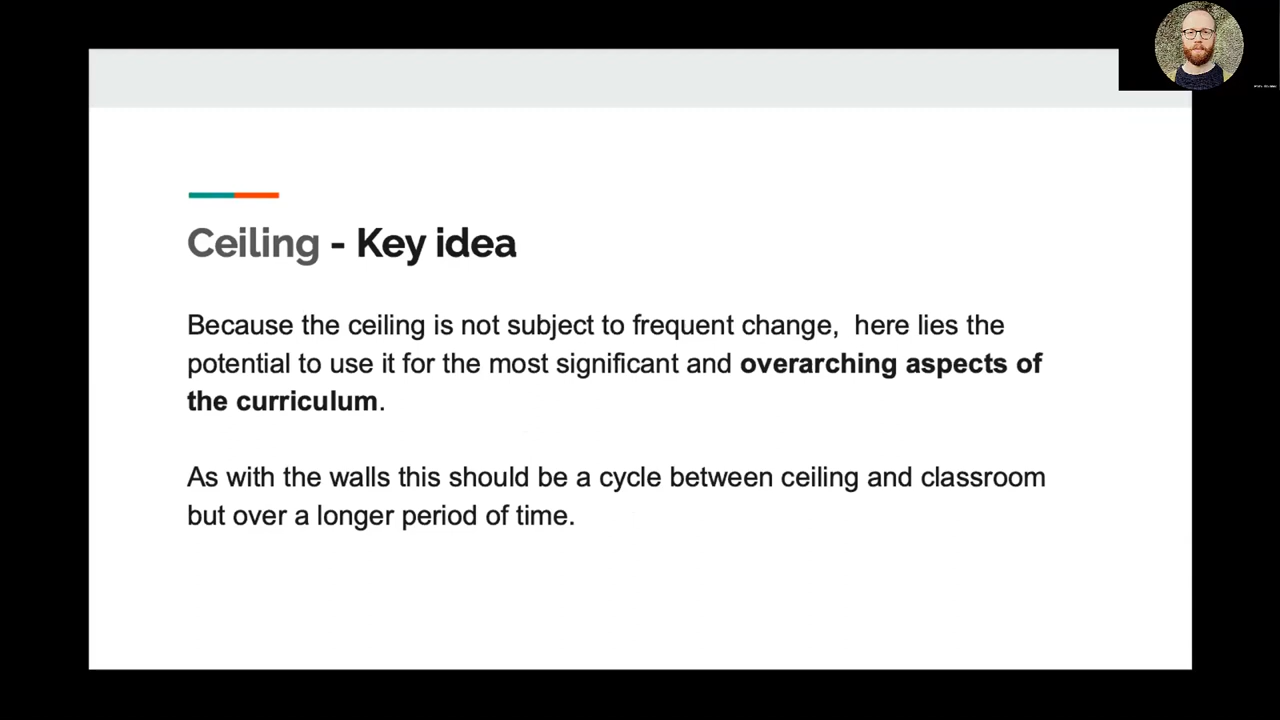 Ceiling - Key idea
Because the ceiling is not subject to frequent change,  here lies the
potential to use it for the most significant and overarching aspects of
the curriculum.
As with the walls this should be a cycle between ceiling and classroom
but over a longer period of time.